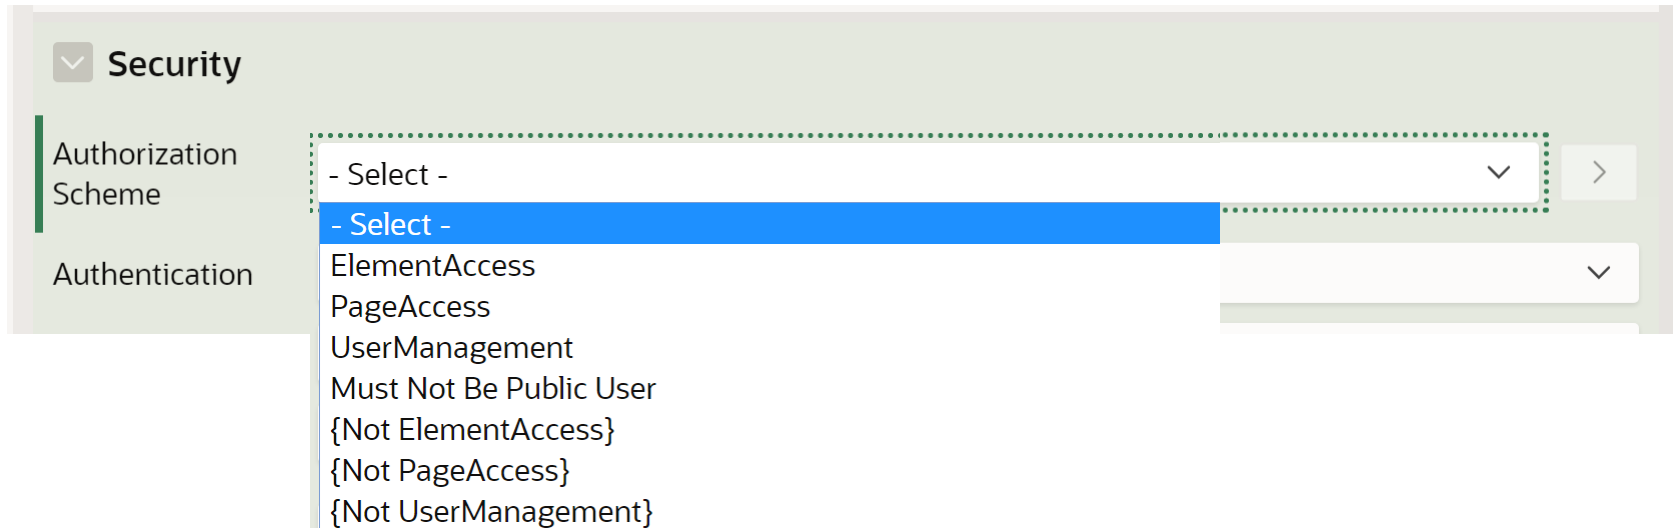 Security
Authorization
Scheme
- Select -
- Select -
ElementAccess
PageAccess
UserManagement
Must Not Be Public User
{Not ElementAccess}
{Not PageAccess}
{Not UserManagement}
Authentication